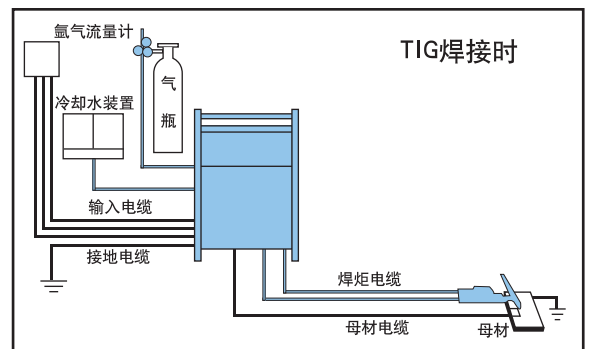 氩气流量计
TIG焊接时
气
瓶
冷却水装置
输入电缆
接地电缆
焊炬电缆
母材电缆
母材